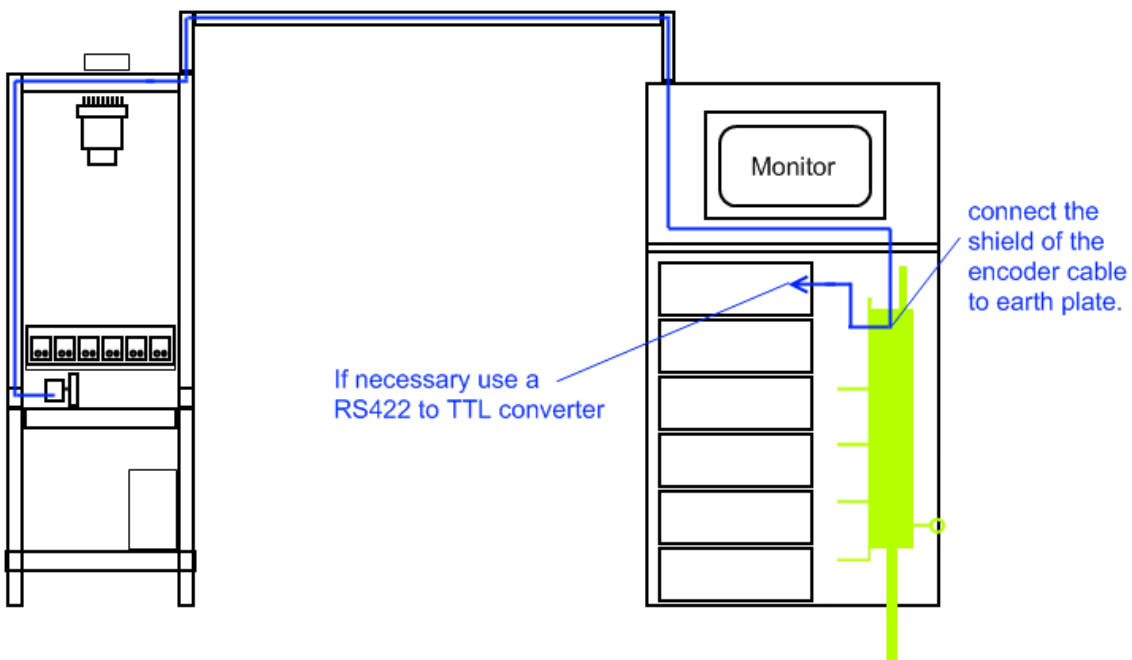 Monitor
connect the
shield of the
encoder cable
to earth plate.
If necessary use a
RS422 to TTL converter